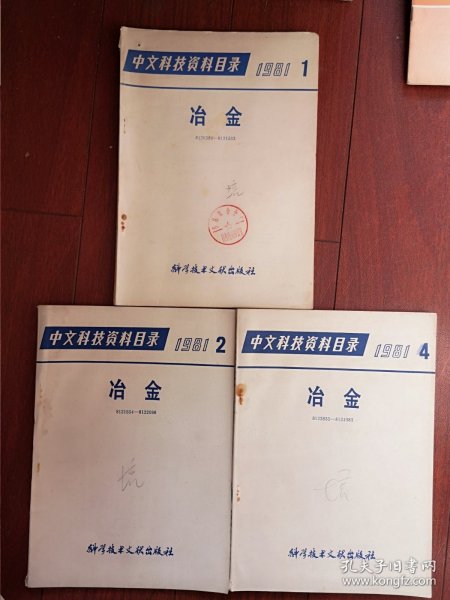 中文科技资料目录 1981 1
冶金
科学技术文献出版社
中文科技资料目录 1981 2
冶金
科学技术文献出版社
中文科技资料目录 1981 4
冶金
科学技术文献出版社
孔夫子旧书网
www.kongfz.com